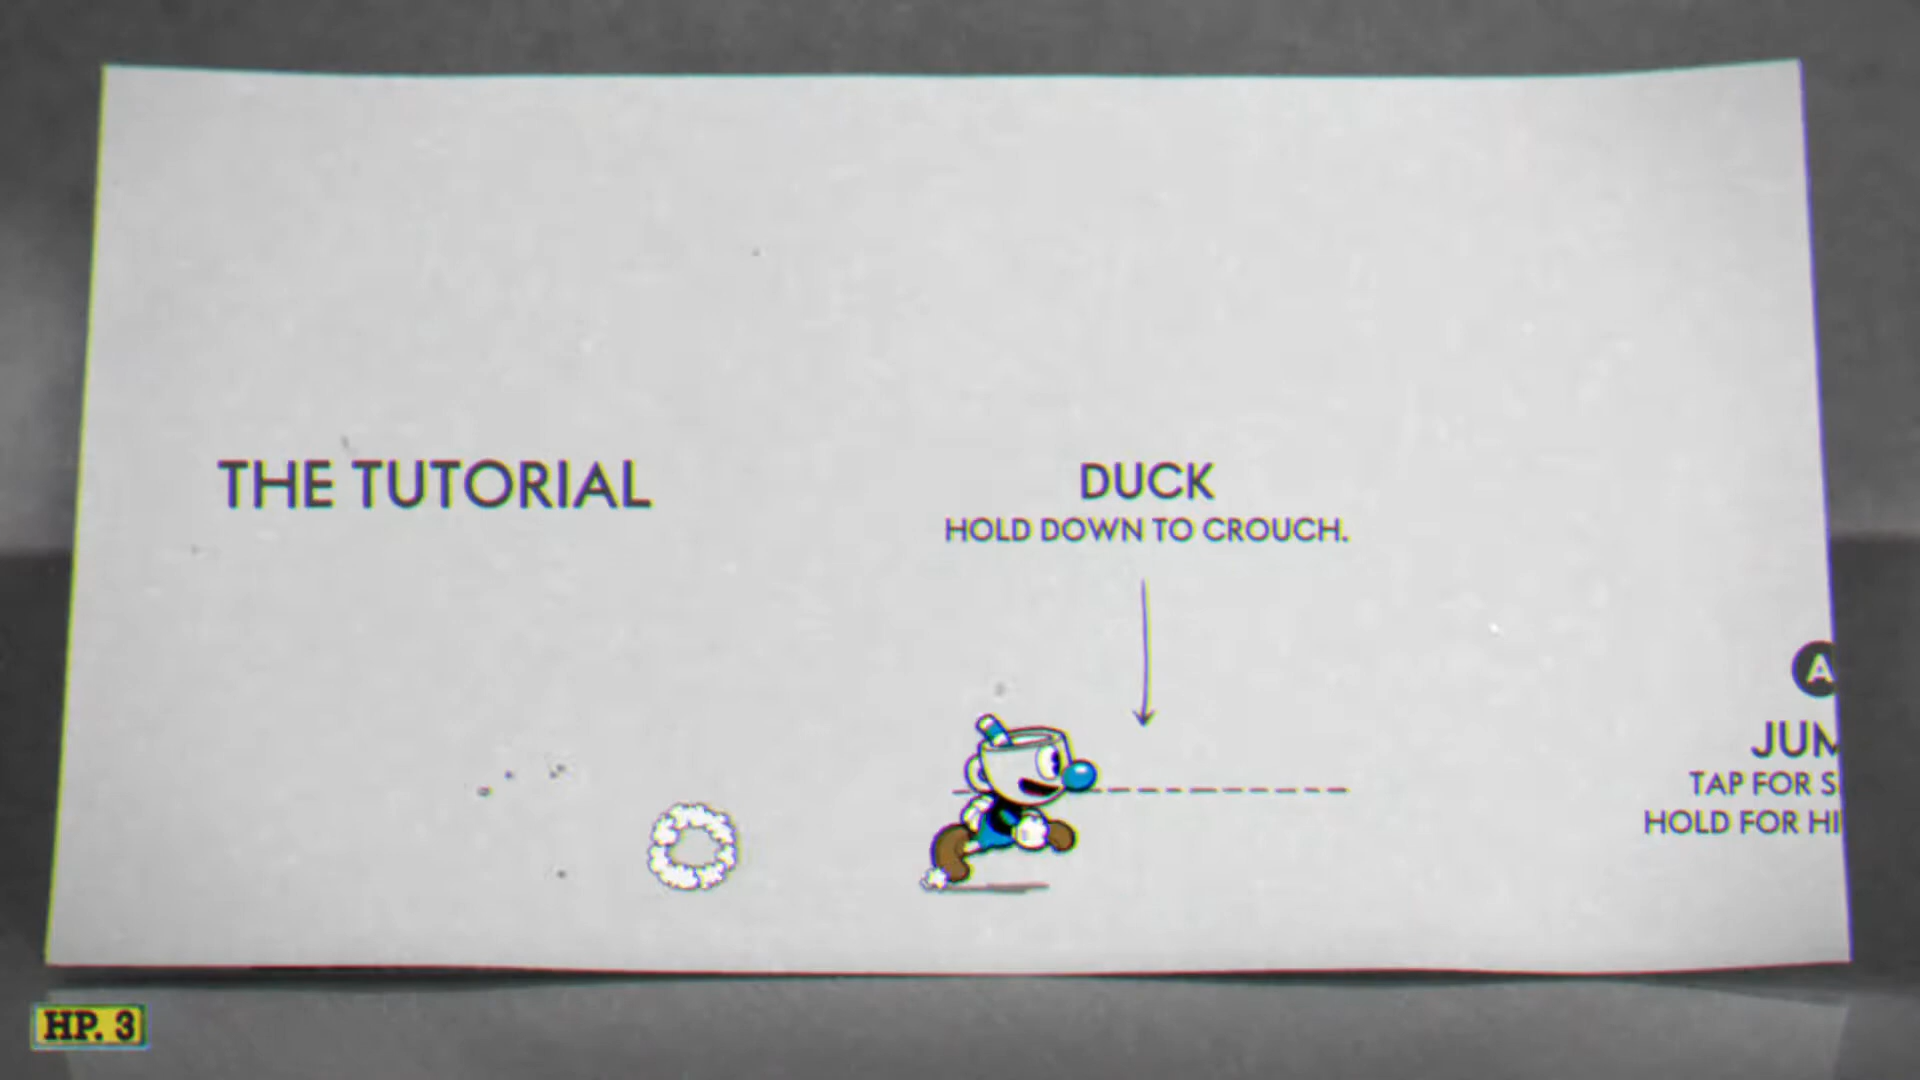 THE TUTORIAL
DUCK
HOLD DOWN TO CROUCH.
A
JUM
TAP FOR S
HOLD FOR HI
HP. 3